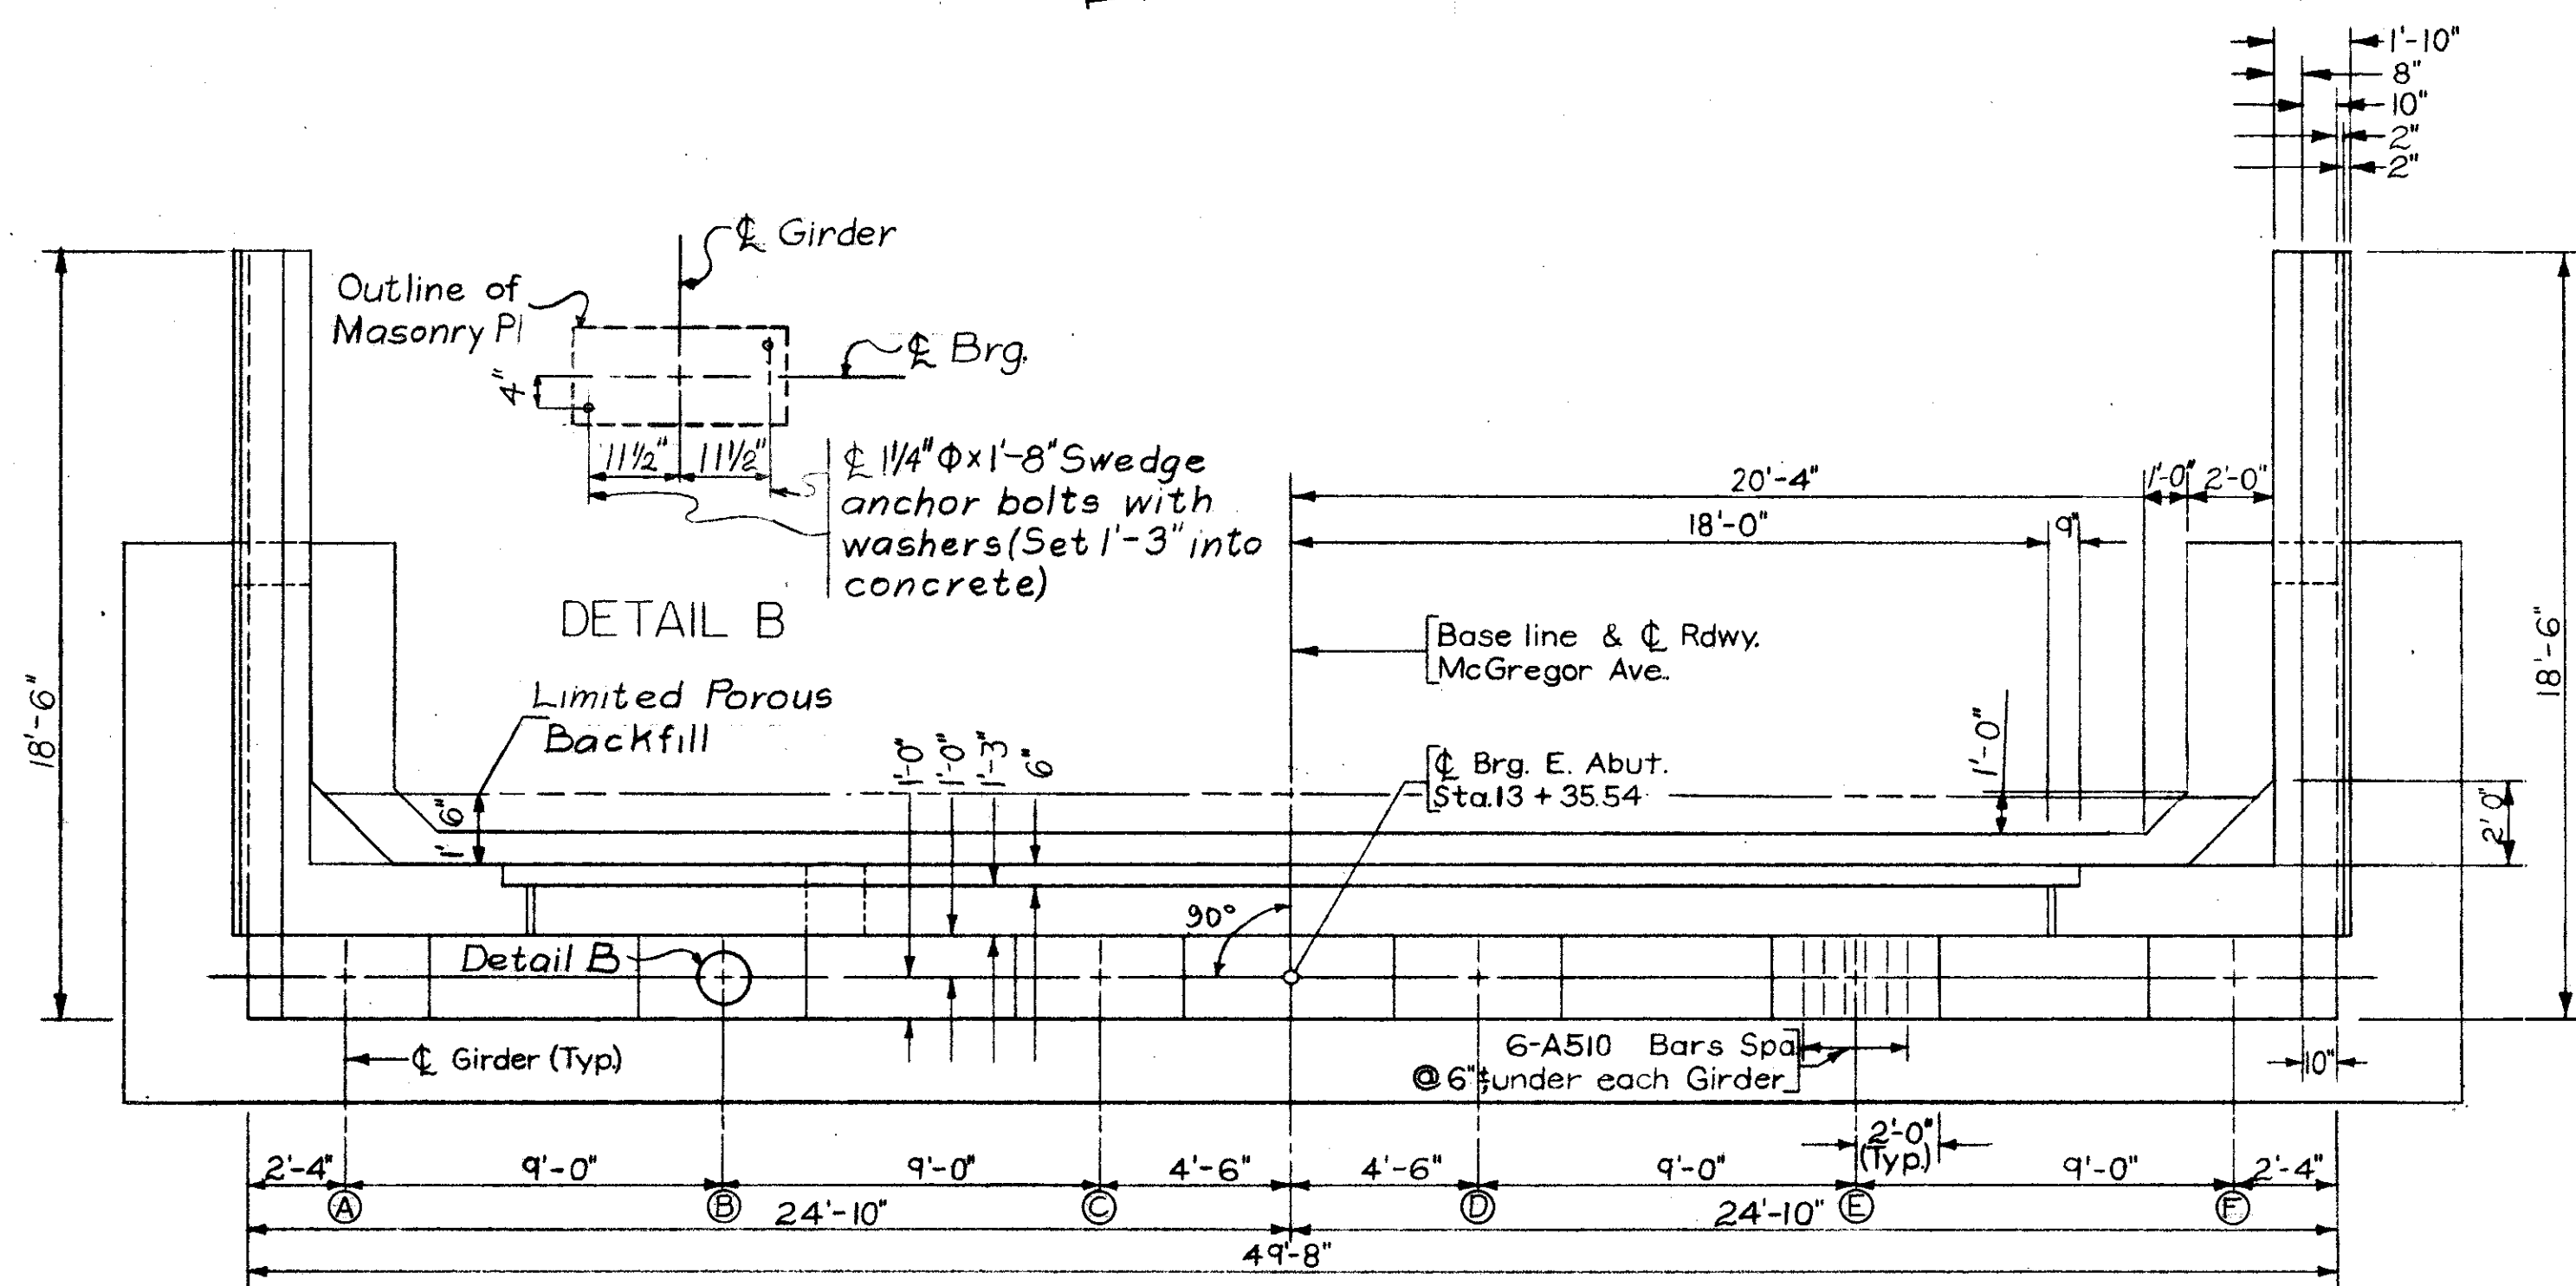 1'-10"
8"
10"
2"
2"
℄ Girder
Outline of
Masonry Pl
℄ Brg.
4"
11½" 11½"
℄ 1¼"Φx1'-8" Swedge
anchor bolts with
washers (Set 1'-3" into
concrete)
DETAIL B
20'-4" 1'-0" 2'-0"
18'-0" 9"
Base line & ℄ Rdwy.
McGregor Ave.
18'-6"
18'-6"
Limited Porous
Backfill
1'-0" 1'-0" 1'-3" 6"
1'-0"
℄ Brg. E. Abut.
Sta.13 + 35.54
1' 6"
2'0"
90°
Detail B
℄ Girder (Typ.)
6-A510 Bars Spa
@ 6"± under each Girder
10"
2'-0"
(Typ.)
2'-4" 9'-0" 9'-0" 4'-6" 4'-6" 9'-0" 9'-0" 2'-4"
A B C D E F
24'-10" 24'-10"
49'-8"